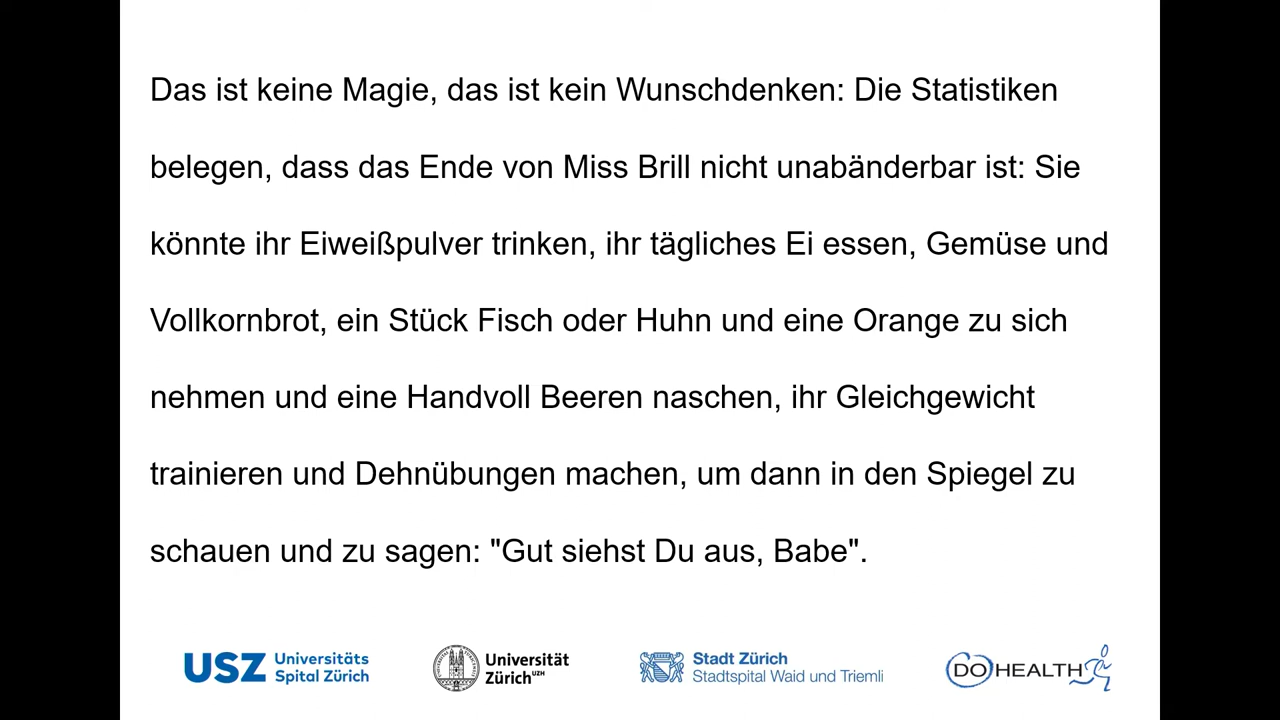 Das ist keine Magie, das ist kein Wunschdenken: Die Statistiken
belegen, dass das Ende von Miss Brill nicht unabänderbar ist: Sie
könnte ihr Eiweißpulver trinken, ihr tägliches Ei essen, Gemüse und
Vollkornbrot, ein Stück Fisch oder Huhn und eine Orange zu sich
nehmen und eine Handvoll Beeren naschen, ihr Gleichgewicht
trainieren und Dehnübungen machen, um dann in den Spiegel zu
schauen und zu sagen: "Gut siehst Du aus, Babe".
USZ Universitäts
Spital Zürich
Universität
Zürich UZH
Stadt Zürich
Stadtspital Waid und Triemli
DO HEALTH